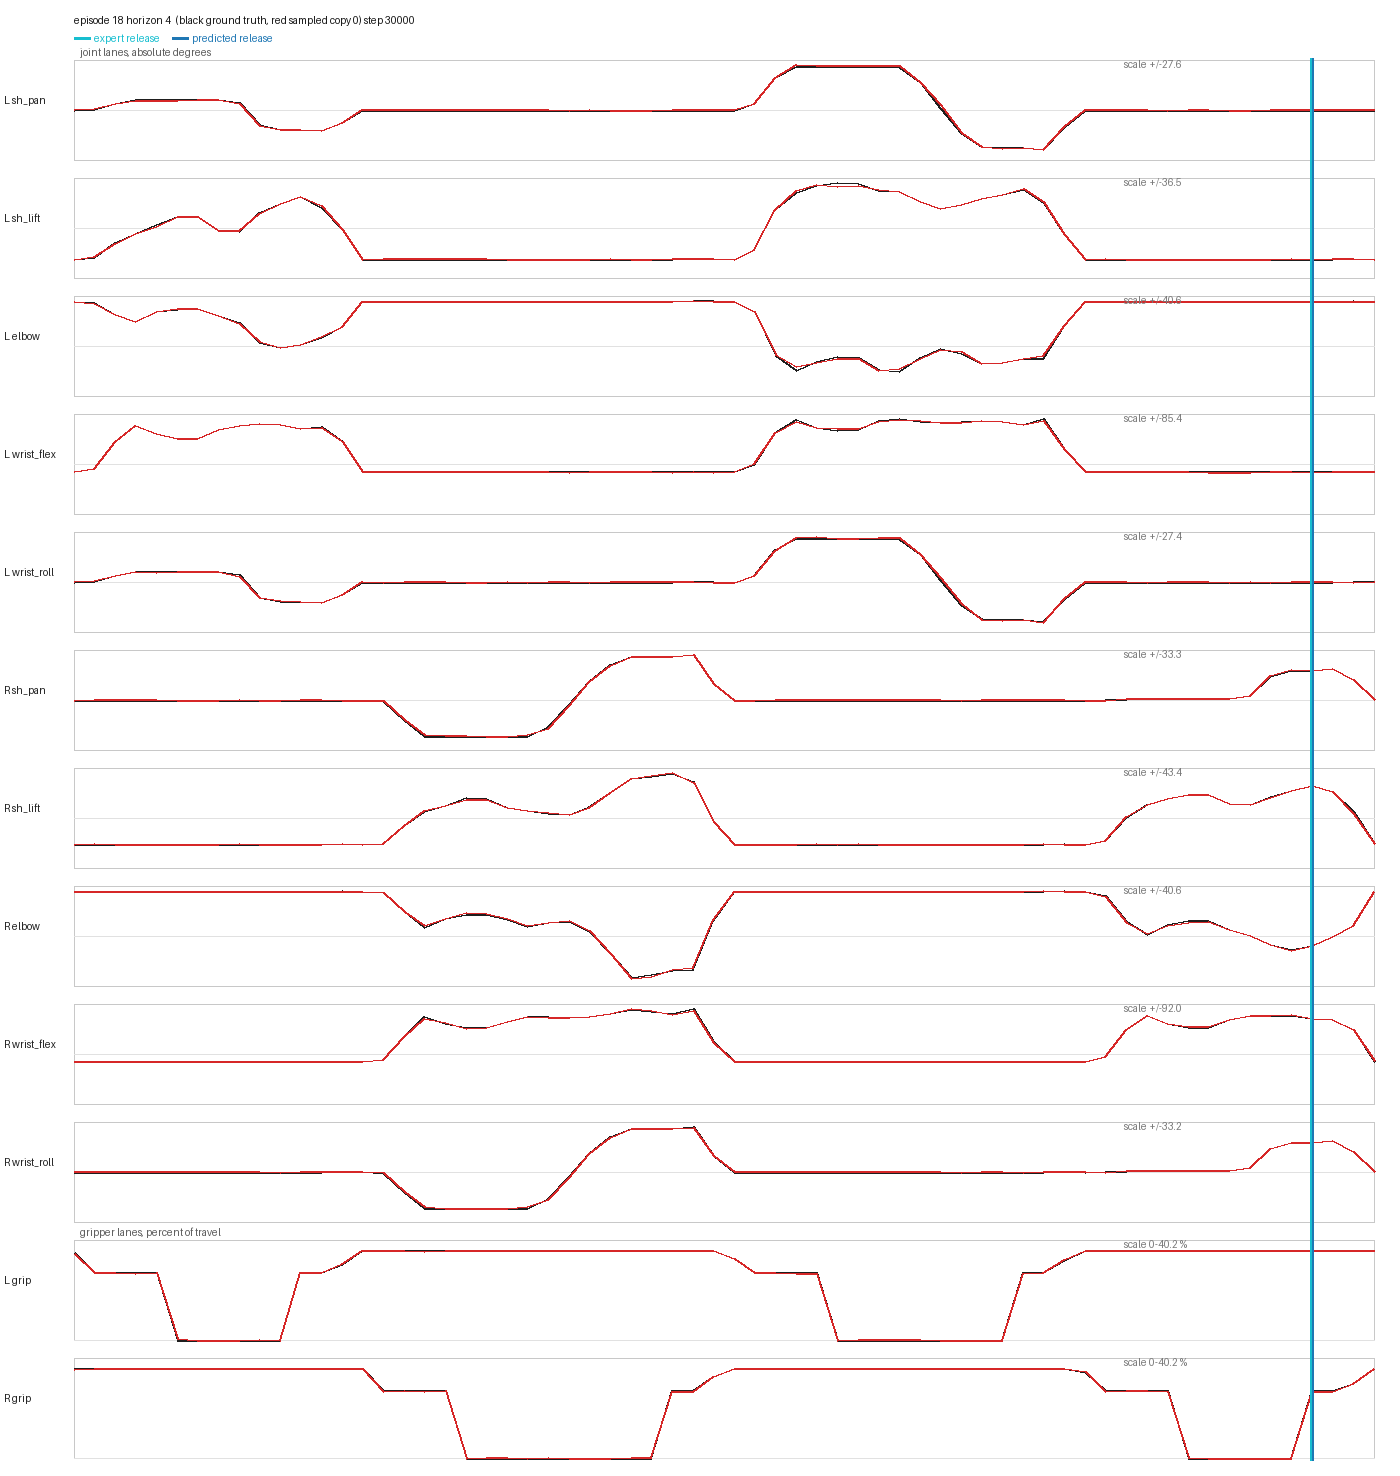 episode 18 horizon 4 (black ground truth, red sampled copy 0) step 30000
expert release predicted release
joint lanes, absolute degrees
L sh_pan scale +/-27.6
L sh_lift scale +/-36.5
L elbow scale +/-40.6
L wrist_flex scale +/-85.4
L wrist_roll scale +/-27.4
R sh_pan scale +/-33.3
R sh_lift scale +/-43.4
R elbow scale +/-40.6
R wrist_flex scale +/-92.0
R wrist_roll scale +/-33.2
gripper lanes, percent of travel
L grip scale 0-40.2 %
R grip scale 0-40.2 %